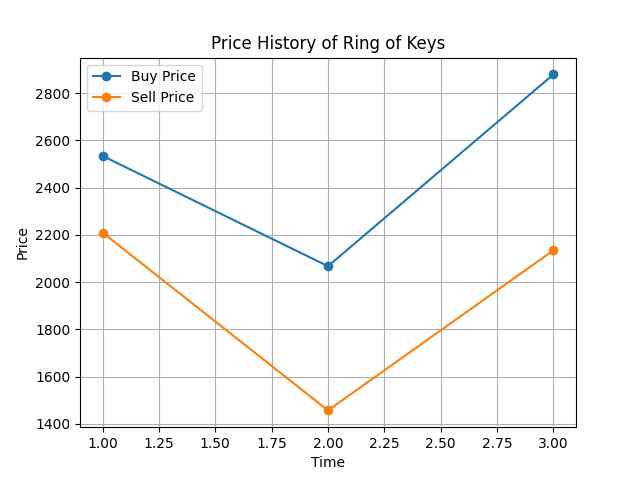 Price History of Ring of Keys
Buy Price
Sell Price
Price
2800
2600
2400
2200
2000
1800
1600
1400
1.00 1.25 1.50 1.75 2.00 2.25 2.50 2.75 3.00
Time